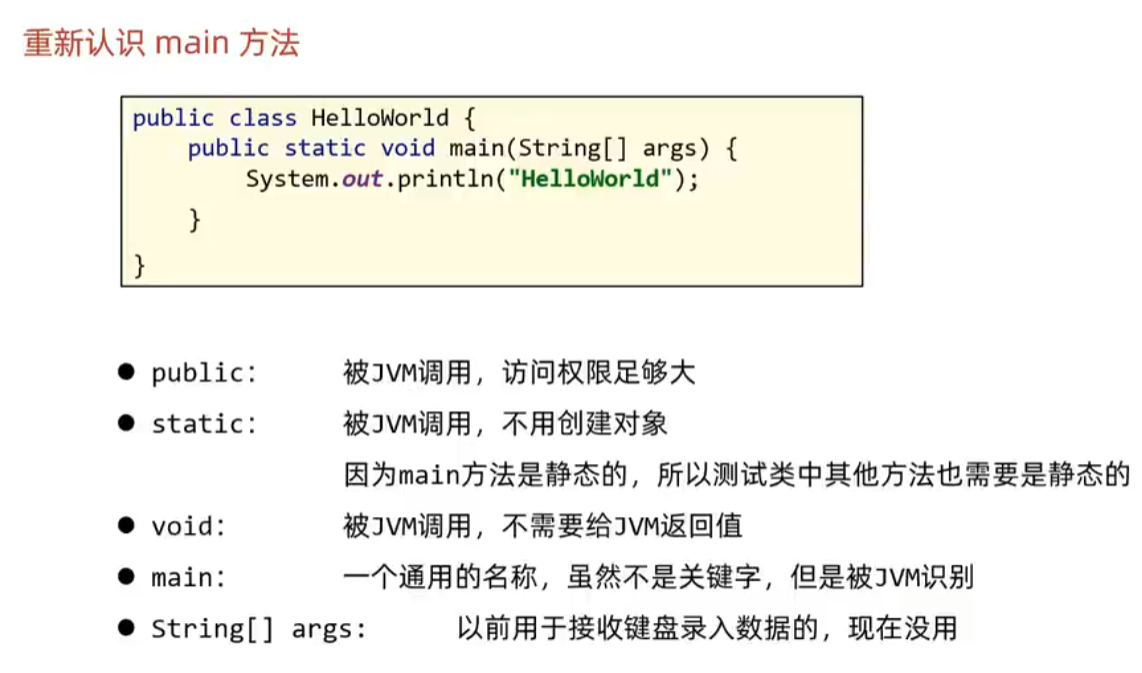 重新认识 main 方法
public class HelloWorld {
public static void main(String[] args) {
System.out.println("HelloWorld");
}
}
● public: 被JVM调用，访问权限足够大
● static: 被JVM调用，不用创建对象
因为main方法是静态的，所以测试类中其他方法也需要是静态的
● void: 被JVM调用，不需要给JVM返回值
● main: 一个通用的名称，虽然不是关键字，但是被JVM识别
● String[] args: 以前用于接收键盘录入数据的，现在没用